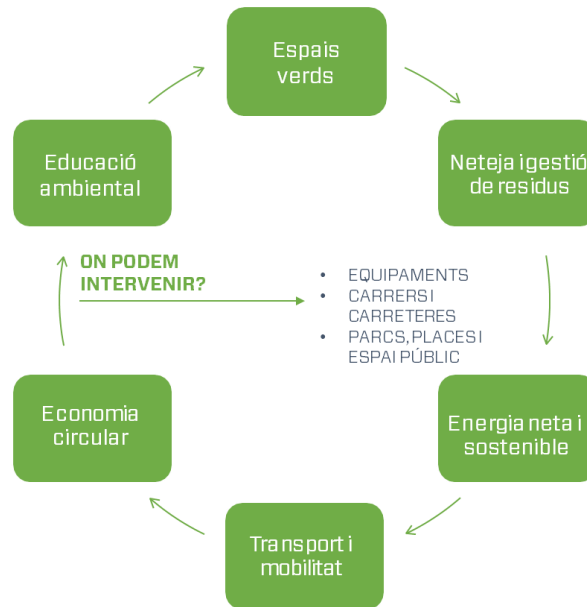 Espais
verds
Educació
ambiental
Neteja i gestió
de residus
ON PODEM
INTERVENIR?
• EQUIPAMENTS
• CARRERS I
CARRETERES
• PARCS, PLACES I
ESPAI PÚBLIC
Economia
circular
Energia neta i
sostenible
Transport i
mobilitat